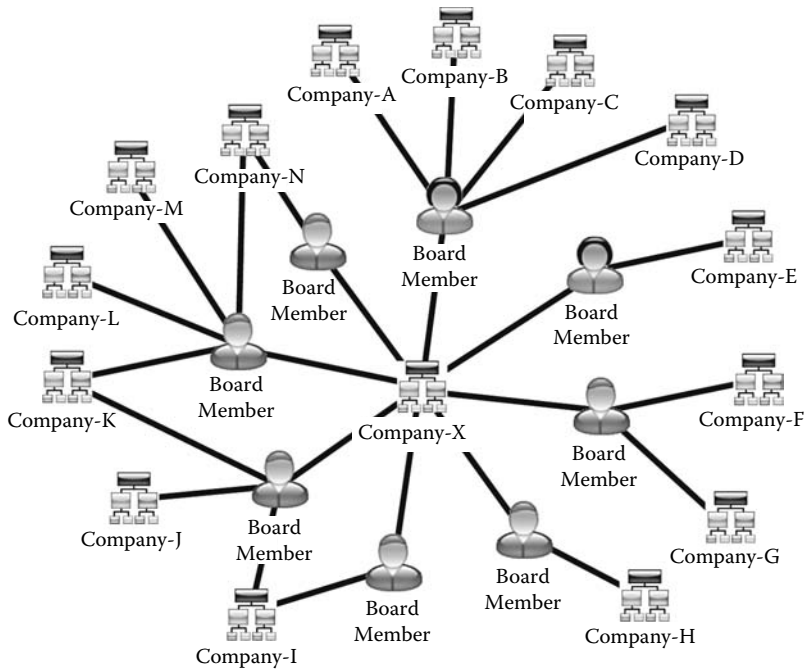 Company-B
Company-A
Company-C
Company-D
Company-N
Company-M
Board
Member
Board
Member
Company-E
Board
Member
Company-L
Board
Member
Company-K
Company-X
Company-F
Board
Member
Company-J
Board
Member
Company-G
Board
Member
Board
Member
Company-H
Company-I